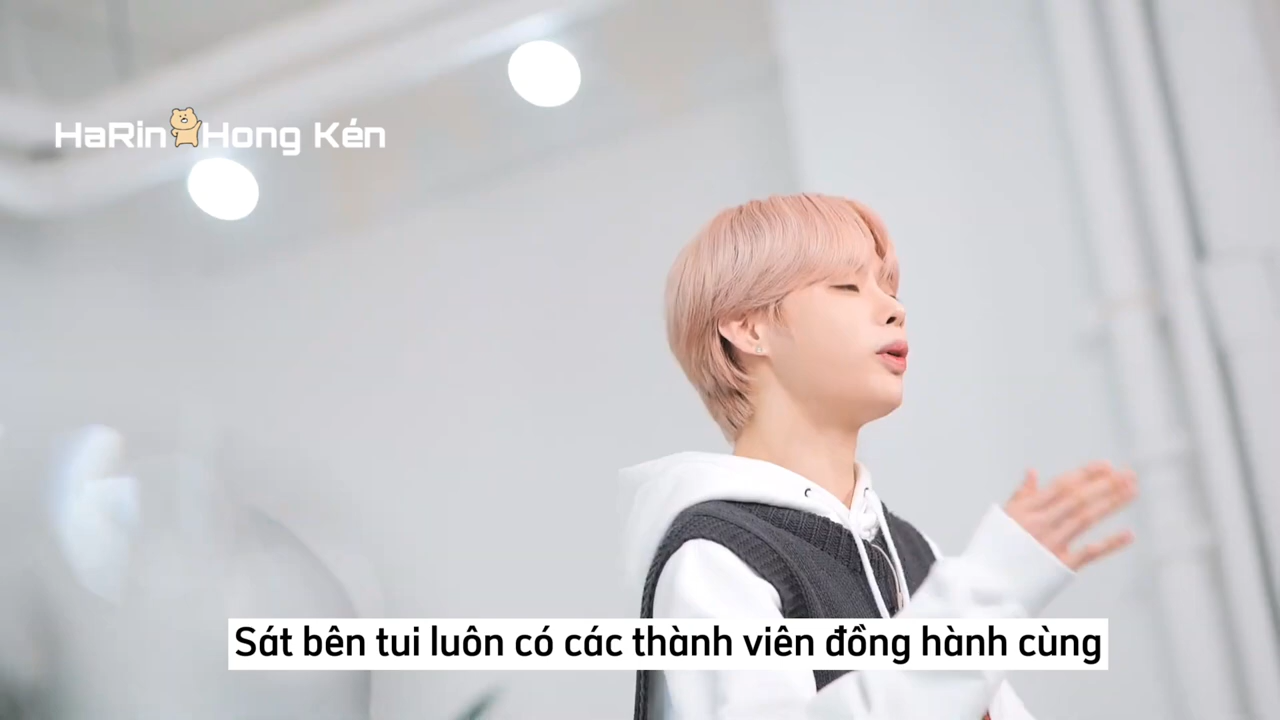 HaRin Hong Kén
Sát bên tui luôn có các thành viên đồng hành cùng